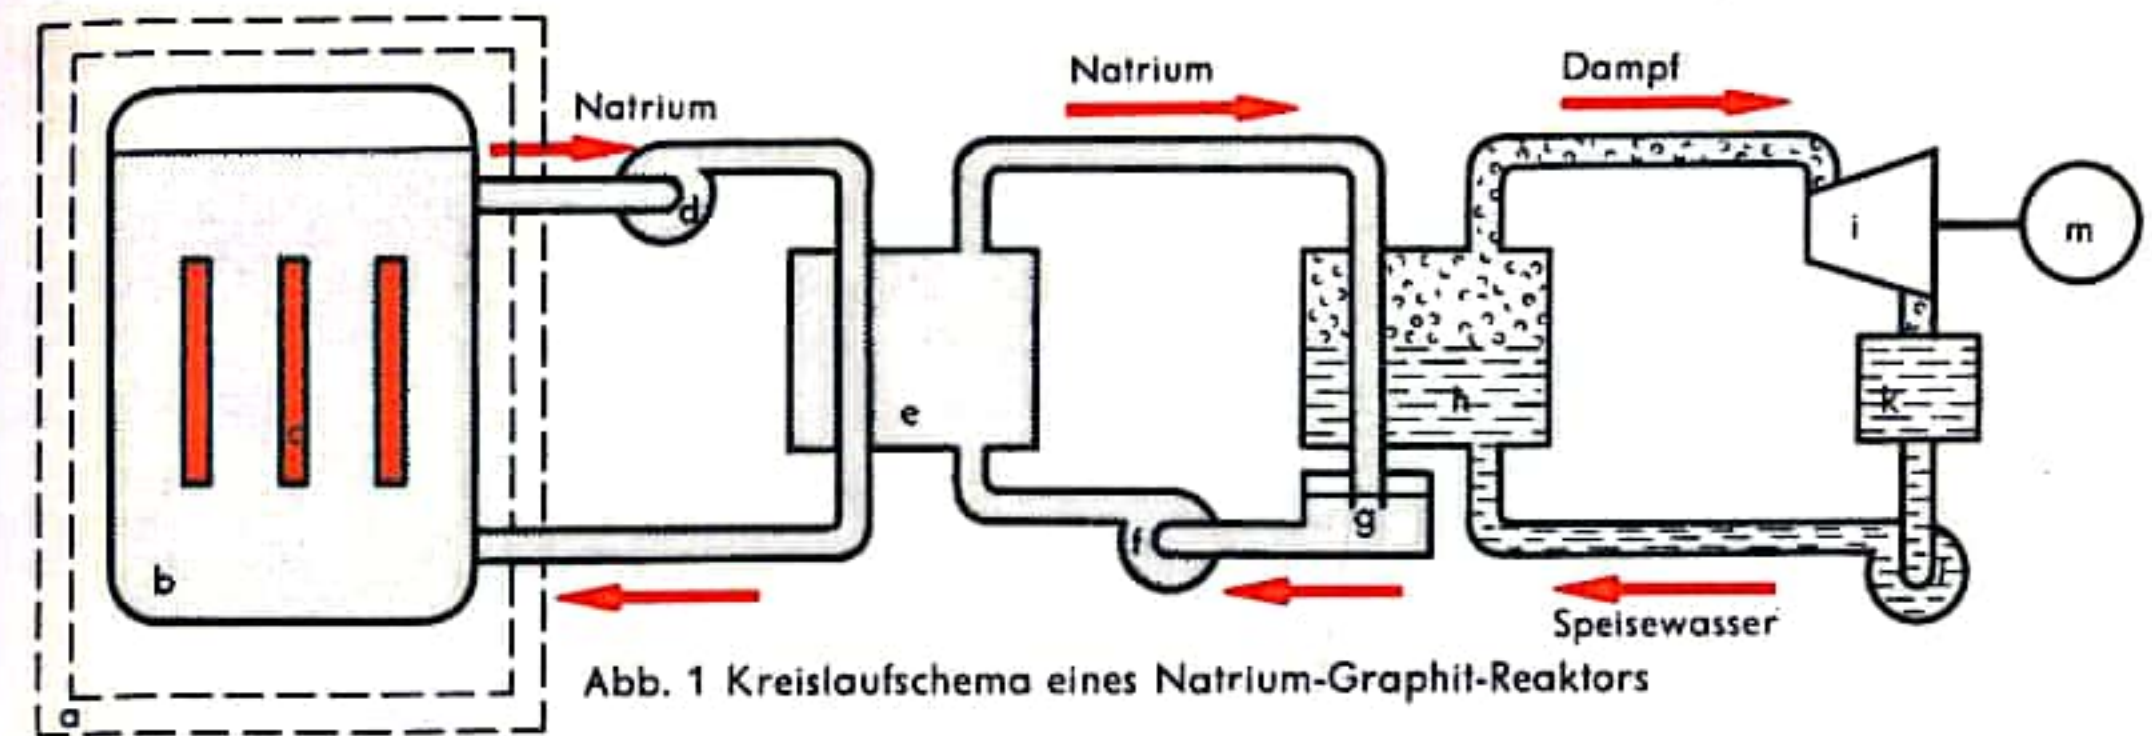 Natrium
Natrium
Dampf
d
i
m
e
h
k
c
g
f
b
Speisewasser
Abb. 1 Kreislaufschema eines Natrium-Graphit-Reaktors
a